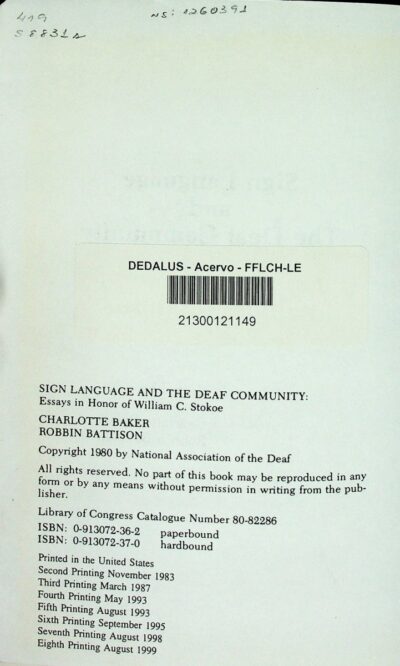 419
S8831s
NS: 1260391
DEDALUS - Acervo - FFLCH-LE
21300121149
SIGN LANGUAGE AND THE DEAF COMMUNITY:
Essays in Honor of William C. Stokoe
CHARLOTTE BAKER
ROBBIN BATTISON
Copyright 1980 by National Association of the Deaf
All rights reserved. No part of this book may be reproduced in any
form or by any means without permission in writing from the pub-
lisher.
Library of Congress Catalogue Number 80-82286
ISBN: 0-913072-36-2 paperbound
ISBN: 0-913072-37-0 hardbound
Printed in the United States
Second Printing November 1983
Third Printing March 1987
Fourth Printing May 1993
Fifth Printing August 1993
Sixth Printing September 1995
Seventh Printing August 1998
Eighth Printing August 1999